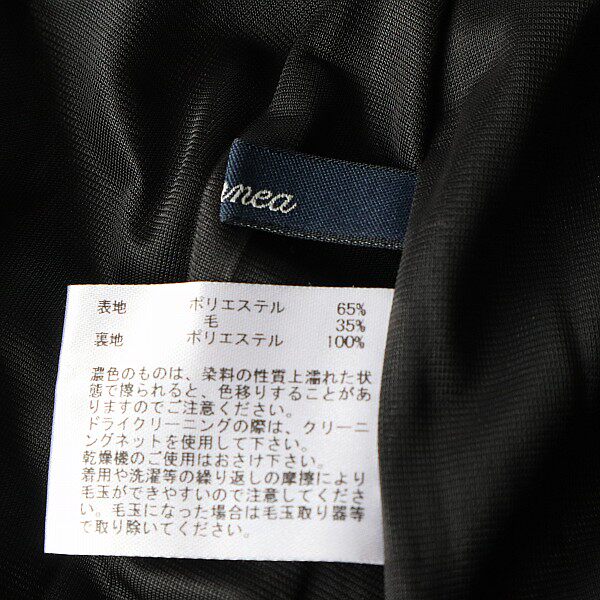 nea
表地 ポリエステル 65%
毛 35%
裏地 ポリエステル 100%
濃色のものは、染料の性質上濡れた状
態で擦られると、色移りすることがあ
りますのでご注意ください。
ドライクリーニングの際は、クリーニ
ングネットを使用して下さい。
乾燥機のご使用はおさけ下さい。
着用や洗濯等の繰り返しの摩擦により
毛玉ができやすいので注意してくださ
い。毛玉になった場合は毛玉取り器等
で取り除いてください。